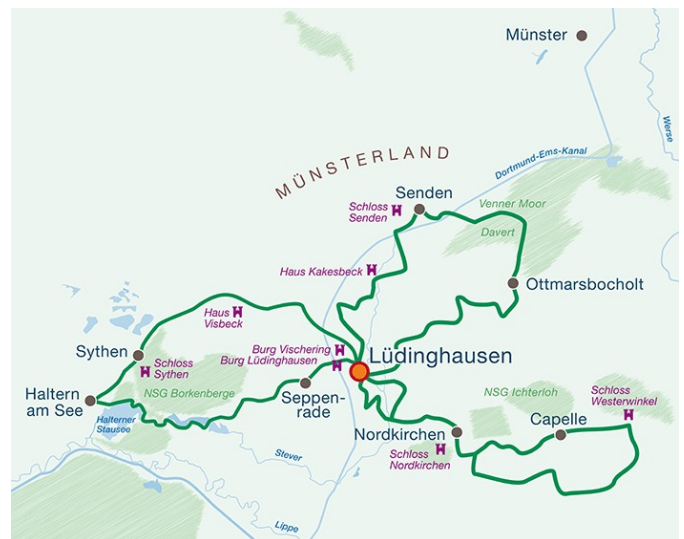 Münster
Werse
Dortmund-Ems-Kanal
MÜNSTERLAND
Senden
Schloss
Senden
Venner Moor
Davert
Haus Kakesbeck
Ottmarsbocholt
Haus
Visbeck
Burg Vischering
Burg Lüdinghausen
Lüdinghausen
Sythen
Schloss
Sythen
NSG Borkenberge
Haltern
am See
Halterner
Stausee
Seppen-
rade
NSG Ichterloh
Schloss
Westerwinkel
Capelle
Nordkirchen
Schloss
Nordkirchen
Stever
Lippe